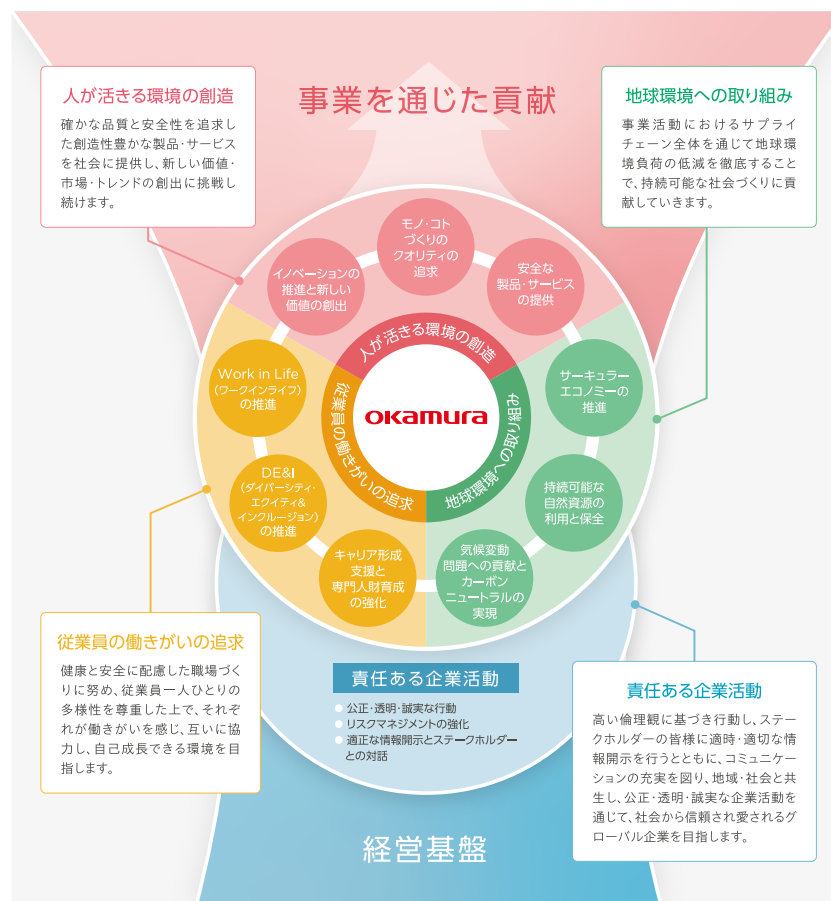 事業を通じた貢献
人が活きる環境の創造
確かな品質と安全性を追求し
た創造性豊かな製品・サービス
を社会に提供し、新しい価値・
市場・トレンドの創出に挑戦し
続けます。
地球環境への取り組み
事業活動におけるサプライ
チェーン全体を通じて地球環
境負荷の低減を徹底すること
で、持続可能な社会づくりに貢
献していきます。
モノ・コト
づくりの
クオリティの
追求
イノベーションの
推進と新しい
価値の創出
安全な
製品・サービス
の提供
人が活きる環境の創造
Work in Life
（ワークインライフ）
の推進
サーキュラー
エコノミーの
推進
okamura
従業員の働きがいの追求
地球環境への取り組み
DE&I
（ダイバーシティ・
エクイティ&
インクルージョン）
の推進
持続可能な
自然資源の
利用と保全
キャリア形成
支援と
専門人財育成
の強化
気候変動
問題への貢献と
カーボン
ニュートラルの
実現
従業員の働きがいの追求
健康と安全に配慮した職場づく
りに努め、従業員一人ひとりの
多様性を尊重した上で、それぞ
れが働きがいを感じ、互いに協
力し、自己成長できる環境を目
指します。
責任ある企業活動
公正・透明・誠実な行動
リスクマネジメントの強化
適正な情報開示とステークホルダー
との対話
責任ある企業活動
高い倫理観に基づき行動し、ステー
クホルダーの皆様に適時・適切な情
報開示を行うとともに、コミュニケー
ションの充実を図り、地域・社会と共
生し、公正・透明・誠実な企業活動を
通じて、社会から信頼され愛されるグ
ローバル企業を目指します。
経営基盤